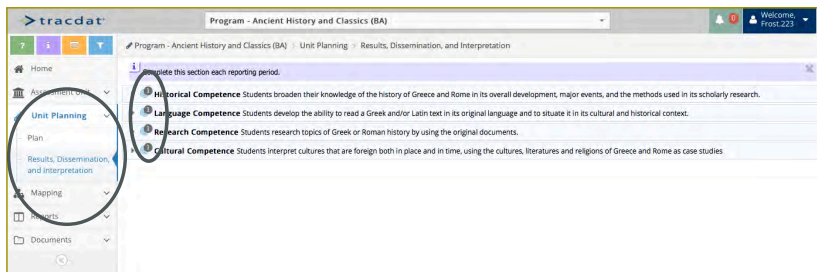 tracdat
Program - Ancient History and Classics (BA)
0
Welcome,
Frost.223
? i T
Program - Ancient History and Classics (BA) > Unit Planning > Results, Dissemination, and Interpretation
Home
i Complete this section each reporting period.
Assessment Unit
Historical Competence Students broaden their knowledge of the history of Greece and Rome in its overall development, major events, and the methods used in its scholarly research.
Unit Planning
Language Competence Students develop the ability to read a Greek and/or Latin text in its original language and to situate it in its cultural and historical context.
Plan
Research Competence Students research topics of Greek or Roman history by using the original documents.
Results, Dissemination,
and Interpretation
Cultural Competence Students interpret cultures that are foreign both in place and in time, using the cultures, literatures and religions of Greece and Rome as case studies
Mapping
Reports
Documents